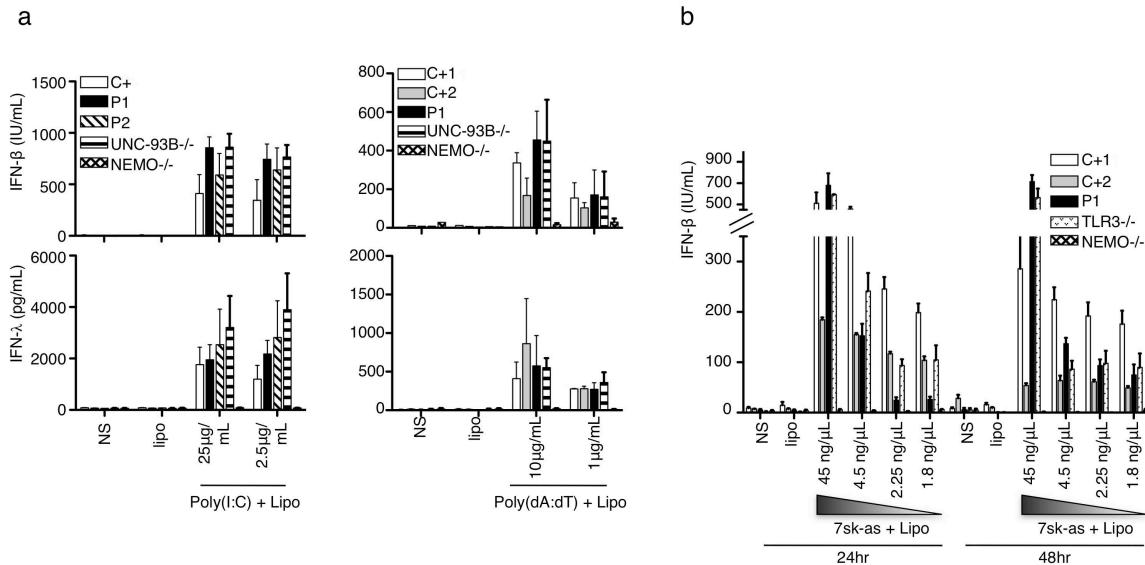 a
1500
1000
500
0
IFN-β (IU/mL)
C+
P1
P2
UNC-93B-/-
NEMO-/-
6000
4000
2000
0
IFN-λ (pg/mL)
NS
lipo
25µg/
mL
2.5µg/
mL
Poly(I:C) + Lipo
800
600
400
200
0
C+1
C+2
P1
UNC-93B-/-
NEMO-/-
2000
1500
1000
500
0
NS
lipo
10µg/mL
1µg/mL
Poly(dA:dT) + Lipo
b
900
700
500
300
200
100
0
IFN-β (IU/mL)
C+1
C+2
P1
TLR3-/-
NEMO-/-
NS
lipo
45 ng/µL
4.5 ng/µL
2.25 ng/µL
1.8 ng/µL
7sk-as + Lipo
24hr
NS
lipo
45 ng/µL
4.5 ng/µL
2.25 ng/µL
1.8 ng/µL
7sk-as + Lipo
48hr